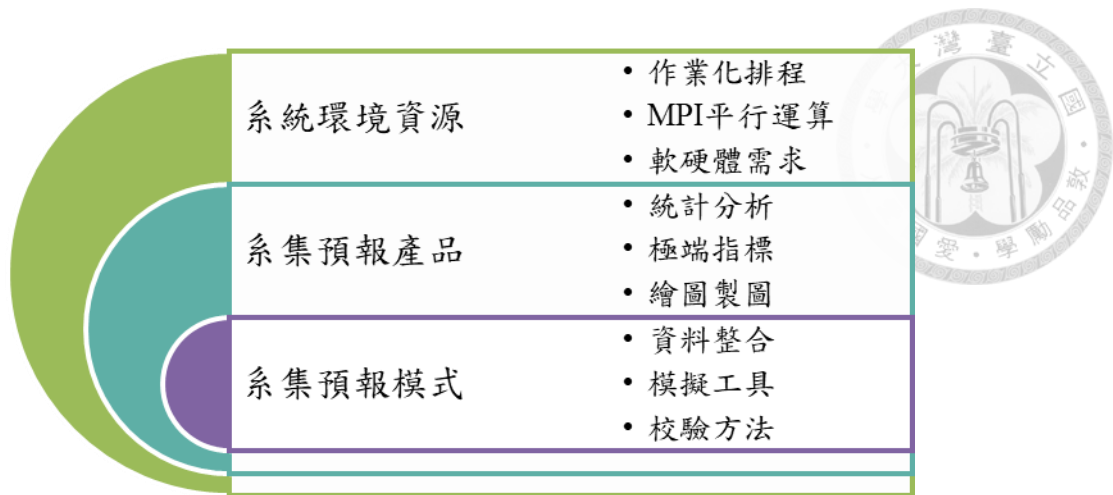 系統環境資源
• 作業化排程
• MPI平行運算
• 軟硬體需求
系集預報產品
• 統計分析
• 極端指標
• 繪圖製圖
系集預報模式
• 資料整合
• 模擬工具
• 校驗方法